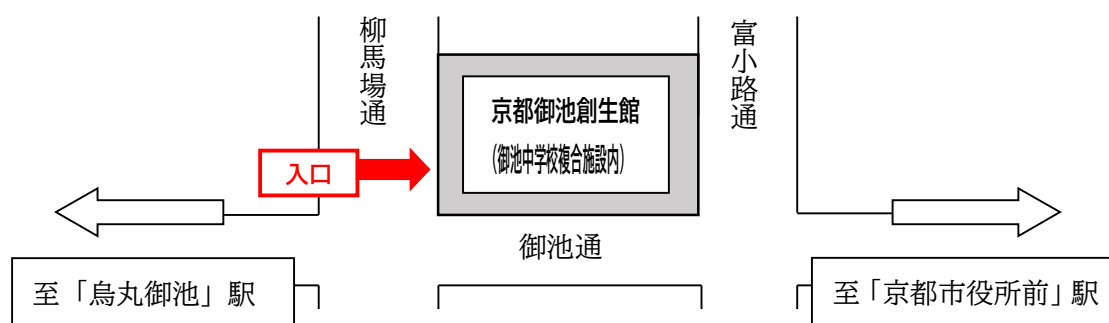 柳馬場通
富小路通
京都御池創生館
(御池中学校複合施設内)
入口
御池通
至「烏丸御池」駅
至「京都市役所前」駅